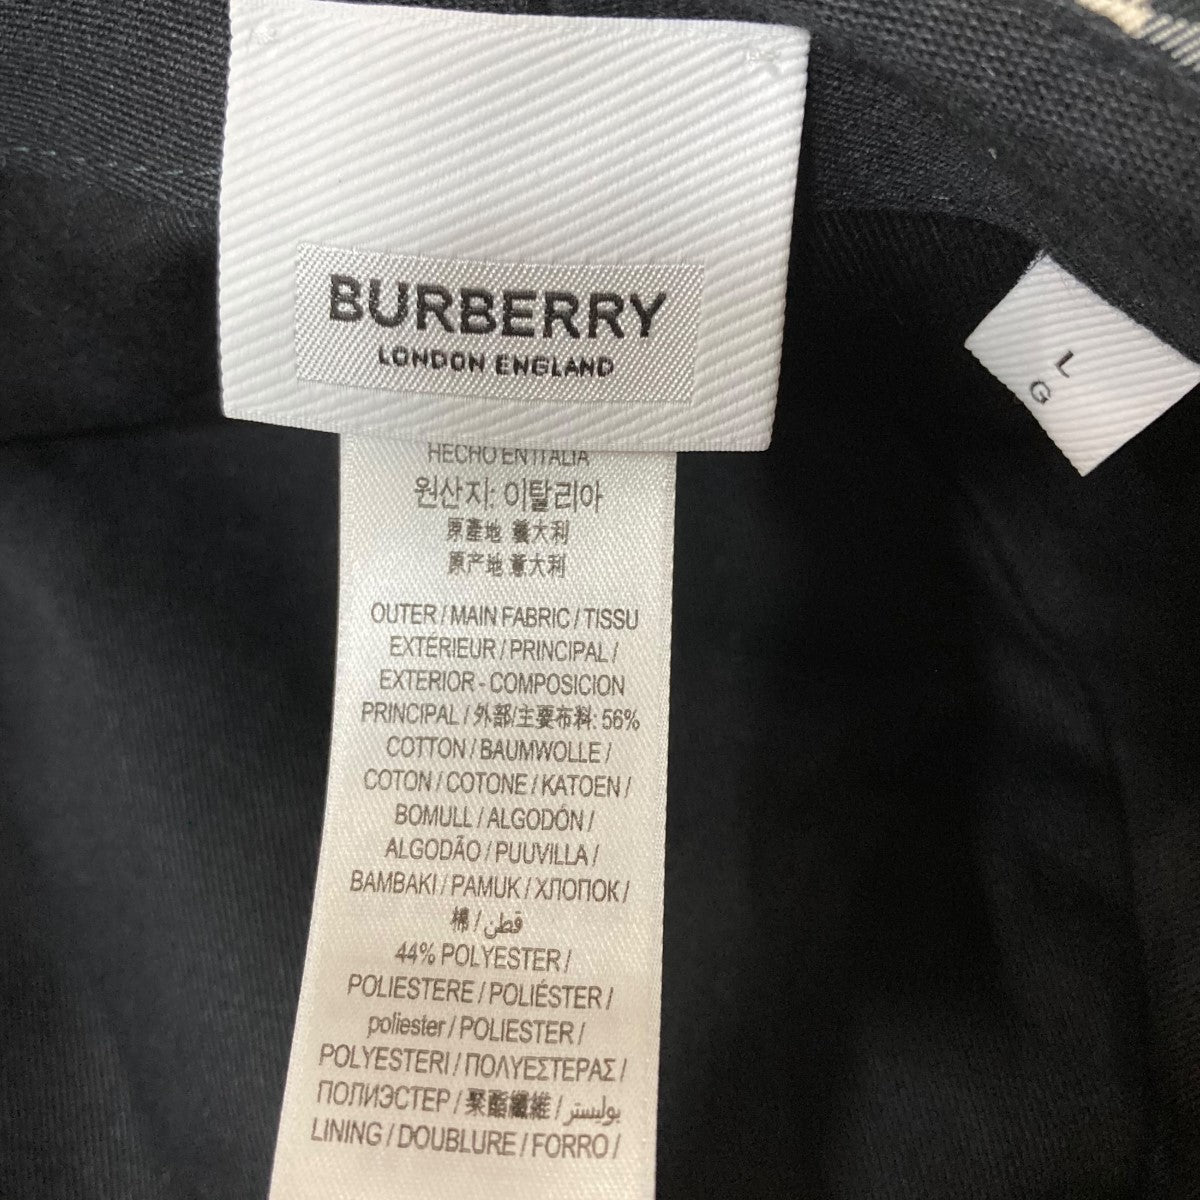 BURBERRY
LONDON ENGLAND
L
G
HECHO EN ITALIA
원산지: 이탈리아
原產地 義大利
原产地 意大利
OUTER / MAIN FABRIC / TISSU
EXTÉRIEUR / PRINCIPAL /
EXTERIOR - COMPOSICION
PRINCIPAL / 外部/主要布料: 56%
COTTON / BAUMWOLLE /
COTON / COTONE / KATOEN /
BOMULL / ALGODÓN /
ALGODÃO / PUUVILLA /
BAMBAKI / PAMUK / ХЛОПОК /
棉 / قطن
44% POLYESTER /
POLIESTERE / POLIÉSTER /
poliester / POLIESTER /
POLYESTERI / ΠΟΛΥΕΣΤΕΡΑΣ /
ПОЛИЭСТЕР / 聚酯纖維 / بوليستر
LINING / DOUBLURE / FORRO /